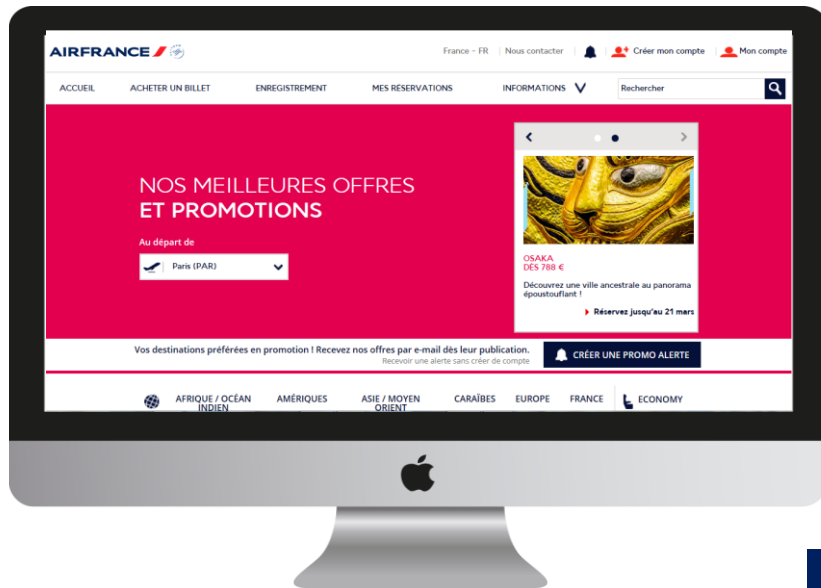 AIRFRANCE
France - FR
Nous contacter
Créer mon compte
Mon compte
ACCUEIL
ACHETER UN BILLET
ENREGISTREMENT
MES RÉSERVATIONS
INFORMATIONS
Rechercher
NOS MEILLEURES OFFRES
ET PROMOTIONS
Au départ de
Paris (PAR)
OSAKA
DÈS 788 €
Découvrez une ville ancestrale au panorama
époustouflant !
Réservez jusqu'au 21 mars
Vos destinations préférées en promotion ! Recevez nos offres par e-mail dès leur publication.
Recevoir une alerte sans créer de compte
CRÉER UNE PROMO ALERTE
AFRIQUE / OCÉAN
INDIEN
AMÉRIQUES
ASIE / MOYEN
ORIENT
CARAÏBES
EUROPE
FRANCE
ECONOMY